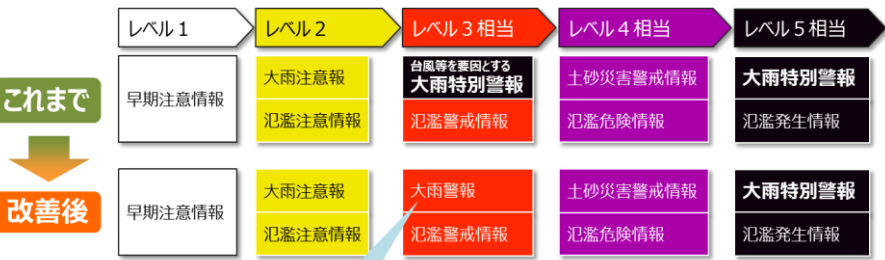 レベル1
レベル2
レベル3相当
レベル4相当
レベル5相当
これまで
早期注意情報
大雨注意報
氾濫注意情報
台風等を要因とする
大雨特別警報
氾濫警戒情報
土砂災害警戒情報
氾濫危険情報
大雨特別警報
氾濫発生情報
改善後
早期注意情報
大雨注意報
氾濫注意情報
大雨警報
氾濫警戒情報
土砂災害警戒情報
氾濫危険情報
大雨特別警報
氾濫発生情報